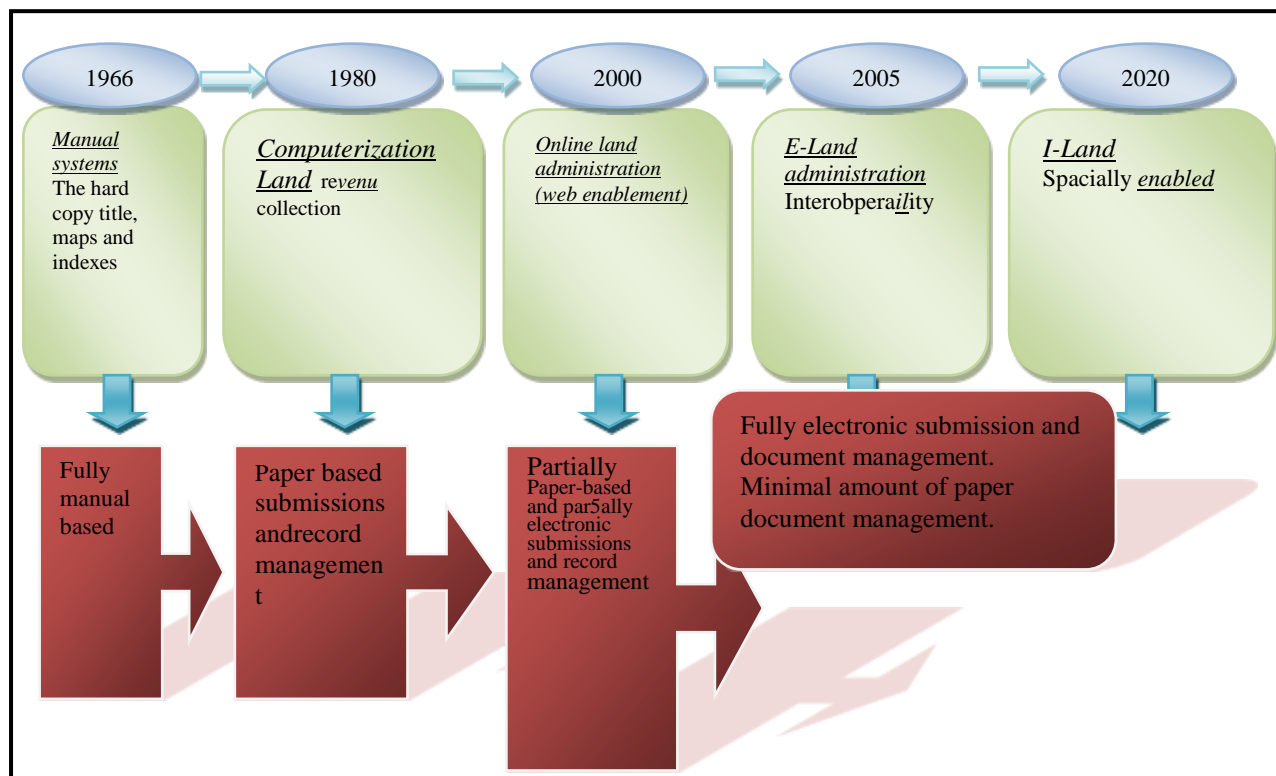 1966
1980
2000
2005
2020
Manual
systems
The hard
copy title,
maps and
indexes
Computerization
Land revenu
collection
Online land
administration
(web enablement)
E-Land
administration
Interobperaility
I-Land
Spacially enabled
Fully
manual
based
Paper based
submissions
andrecord
managemen
t
Partially
Paper-based
and par5ally
electronic
submissions
and record
management
Fully electronic submission and
document management.
Minimal amount of paper
document management.